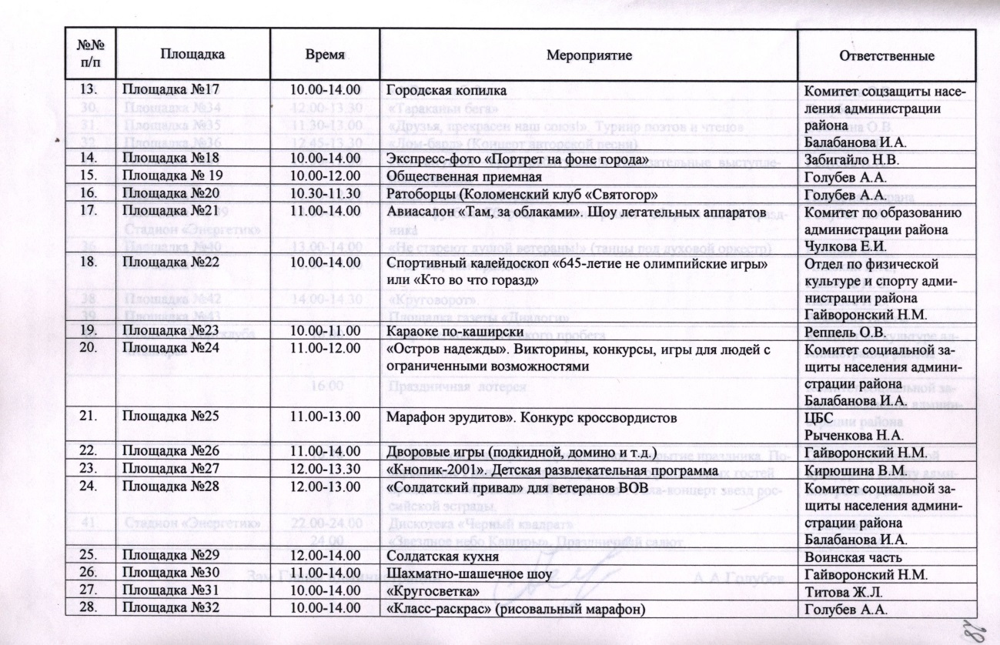 №№ п/п Площадка Время Мероприятие Ответственные
13. Площадка №17 10.00-14.00 Городская копилка Комитет соцзащиты насе-
ления администрации
района
Балабанова И.А.
14. Площадка №18 10.00-14.00 Экспресс-фото «Портрет на фоне города» Забигайло Н.В.
15. Площадка № 19 10.00-12.00 Общественная приемная Голубев А.А.
16. Площадка №20 10.30-11.30 Ратоборцы (Коломенский клуб «Святогор» Голубев А.А.
17. Площадка №21 11.00-14.00 Авиасалон «Там, за облаками». Шоу летательных аппаратов Комитет по образованию
администрации района
Чулкова Е.И.
18. Площадка №22 10.00-14.00 Спортивный калейдоскоп «645-летие не олимпийские игры» Отдел по физической
или «Кто во что горазд» культуре и спорту адми-
нистрации района
Гайворонский Н.М.
19. Площадка №23 10.00-11.00 Караоке по-каширски Реппель О.В.
20. Площадка №24 11.00-12.00 «Остров надежды». Викторины, конкурсы, игры для людей с Комитет социальной за-
ограниченными возможностями щиты населения админи-
страции района
Балабанова И.А.
21. Площадка №25 11.00-13.00 Марафон эрудитов». Конкурс кроссвордистов ЦБС
Рыченкова Н.А.
22. Площадка №26 11.00-14.00 Дворовые игры (подкидной, домино и т.д.) Гайворонский Н.М.
23. Площадка №27 12.00-13.30 «Кнопик-2001». Детская развлекательная программа Кирюшина В.М.
24. Площадка №28 12.00-13.00 «Солдатский привал» для ветеранов ВОВ Комитет социальной за-
щиты населения админи-
страции района
Балабанова И.А.
25. Площадка №29 12.00-14.00 Солдатская кухня Воинская часть
26. Площадка №30 11.00-14.00 Шахматно-шашечное шоу Гайворонский Н.М.
27. Площадка №31 10.00-14.00 «Кругосветка» Титова Ж.Л.
28. Площадка №32 10.00-14.00 «Класс-раскрас» (рисовальный марафон) Голубев А.А.